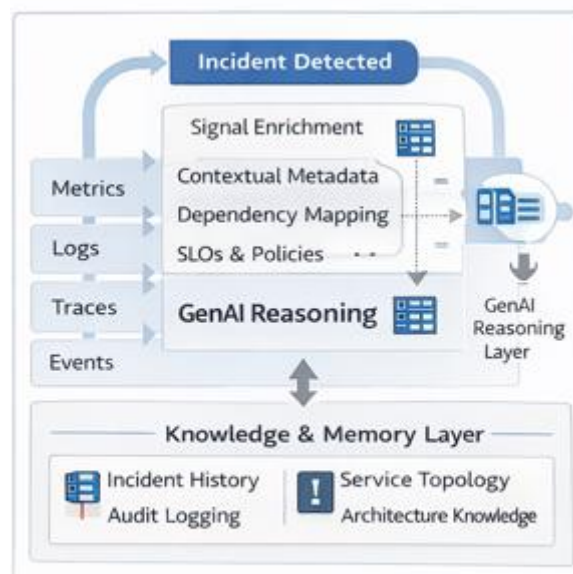 Incident Detected
Signal Enrichment
Metrics
Contextual Metadata
Dependency Mapping
Logs
SLOs & Policies
Traces
GenAI Reasoning
Events
GenAI
Reasoning
Layer
Knowledge & Memory Layer
Incident History
Audit Logging
!
Service Topology
Architecture Knowledge